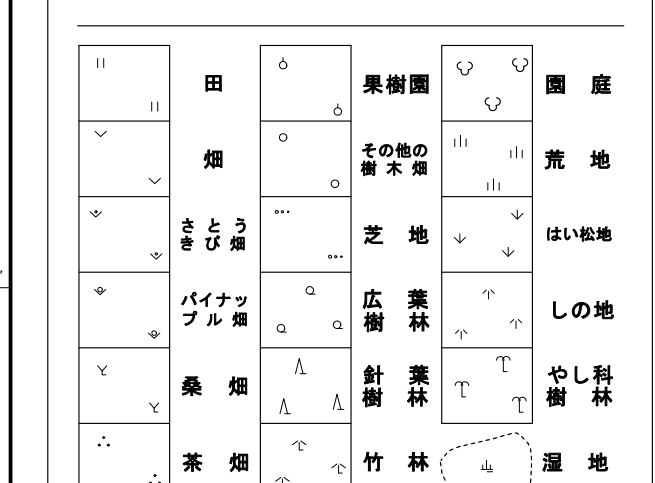 田
果樹園
園庭
畑
その他の
樹木畑
荒地
さとう
きび畑
芝地
はい松地
パイナッ
プル畑
広葉
樹林
しの地
桑畑
針葉
樹林
やし科
樹林
茶畑
竹林
湿地